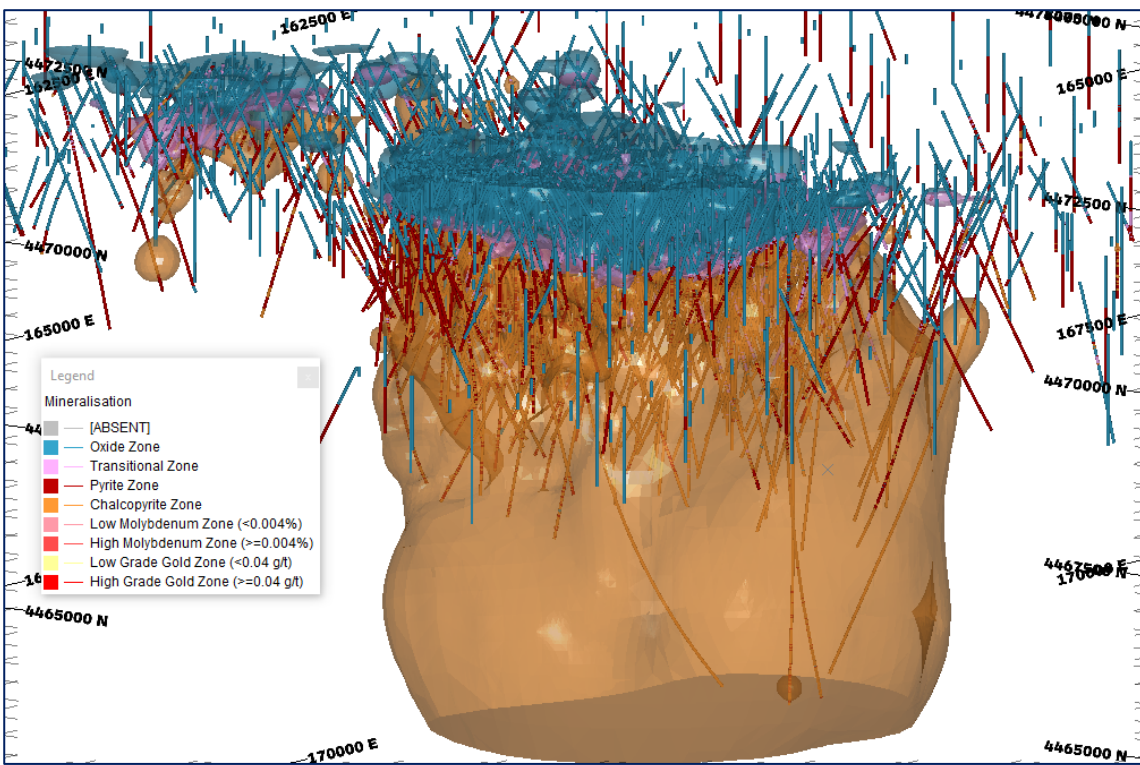 162500 E
4475000 N
4472500 N
162500 E
165000 E
4472500 N
4470000 N
165000 E
167500 E
4470000 N
Legend
Mineralisation
[ABSENT]
Oxide Zone
Transitional Zone
Pyrite Zone
Chalcopyrite Zone
Low Molybdenum Zone (<0.004%)
High Molybdenum Zone (>=0.004%)
Low Grade Gold Zone (<0.04 g/t)
High Grade Gold Zone (>=0.04 g/t)
4467500 N
170000 N
4465000 N
170000 E
4465000 N